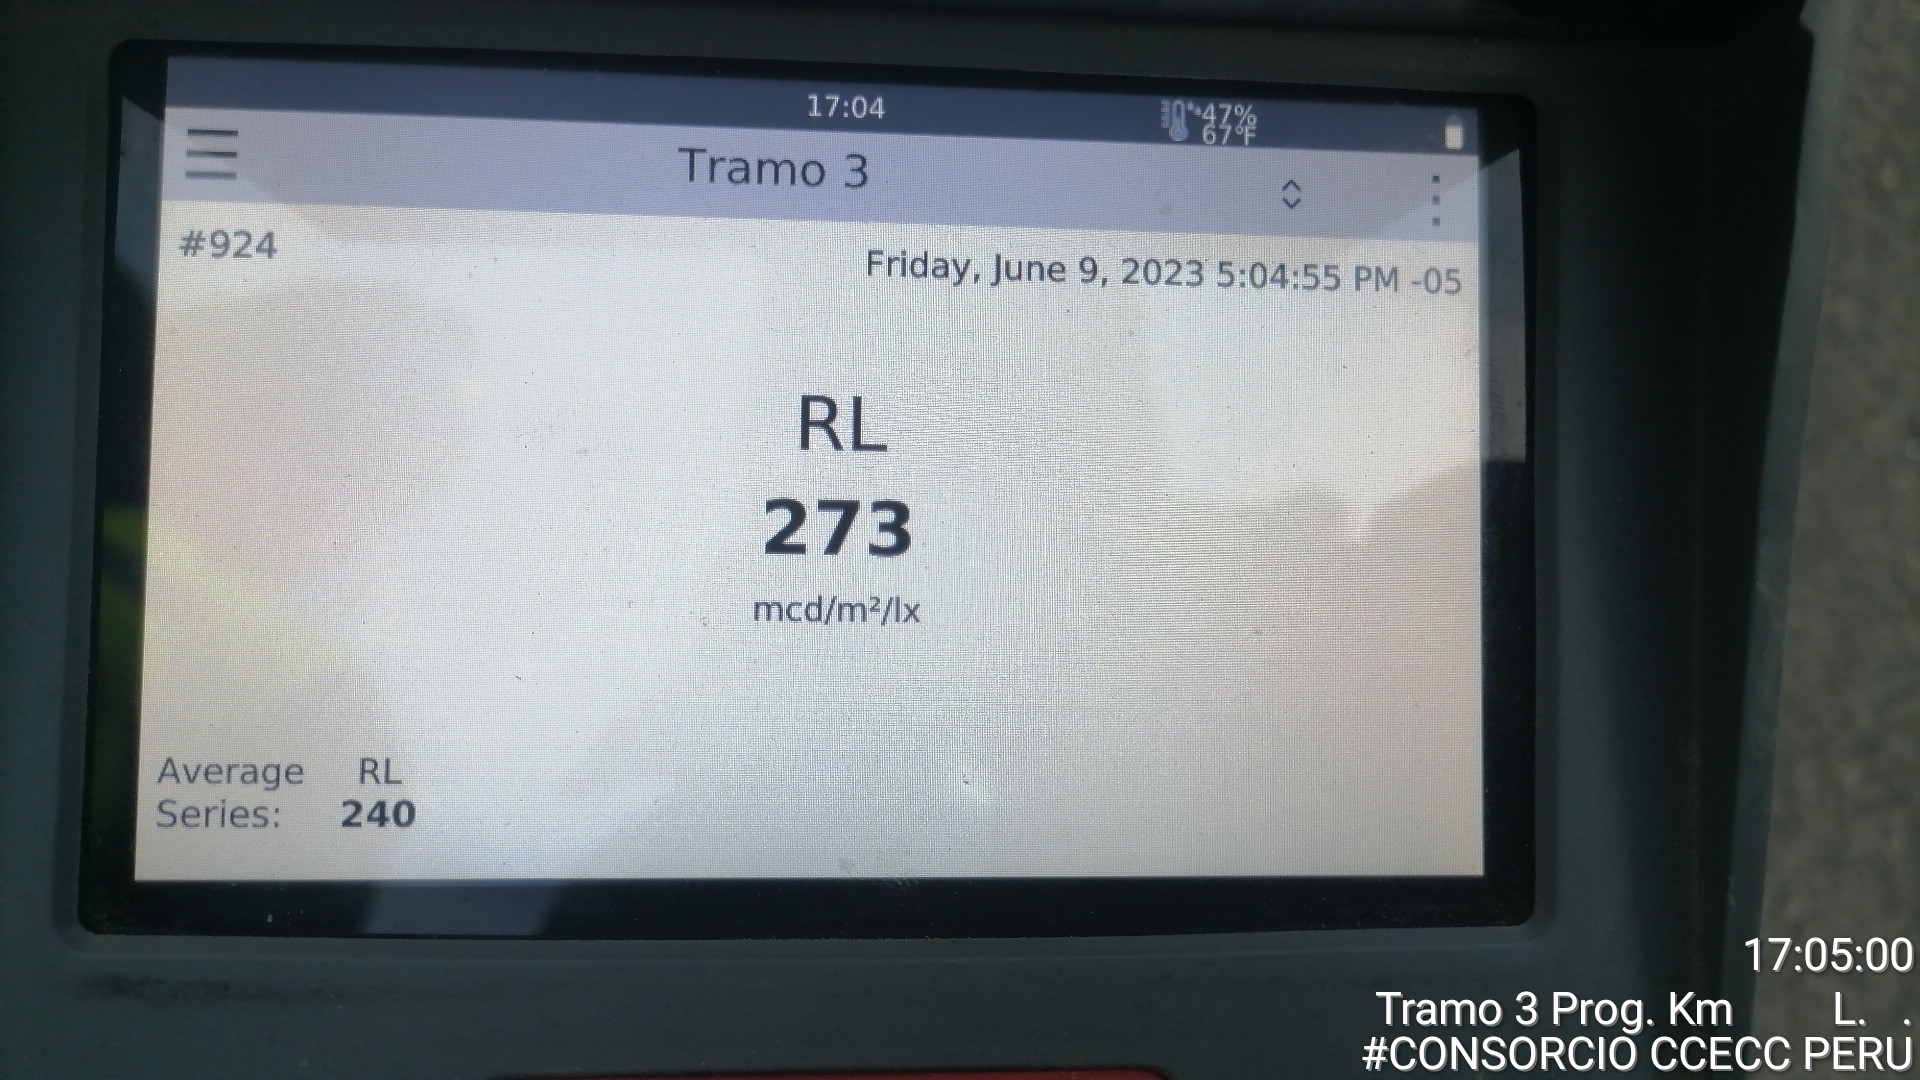 17:04
47%
67°F
Tramo 3
#924
Friday, June 9, 2023 5:04:55 PM -05
RL
273
mcd/m²/lx
Average RL
Series: 240
17:05:00
Tramo 3 Prog. Km L. .
#CONSORCIO CCECC PERU